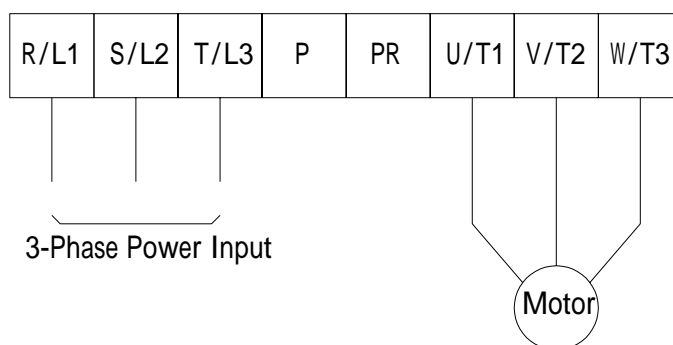 R/L1 S/L2 T/L3 P PR U/T1 V/T2 W/T3
3-Phase Power Input
Motor